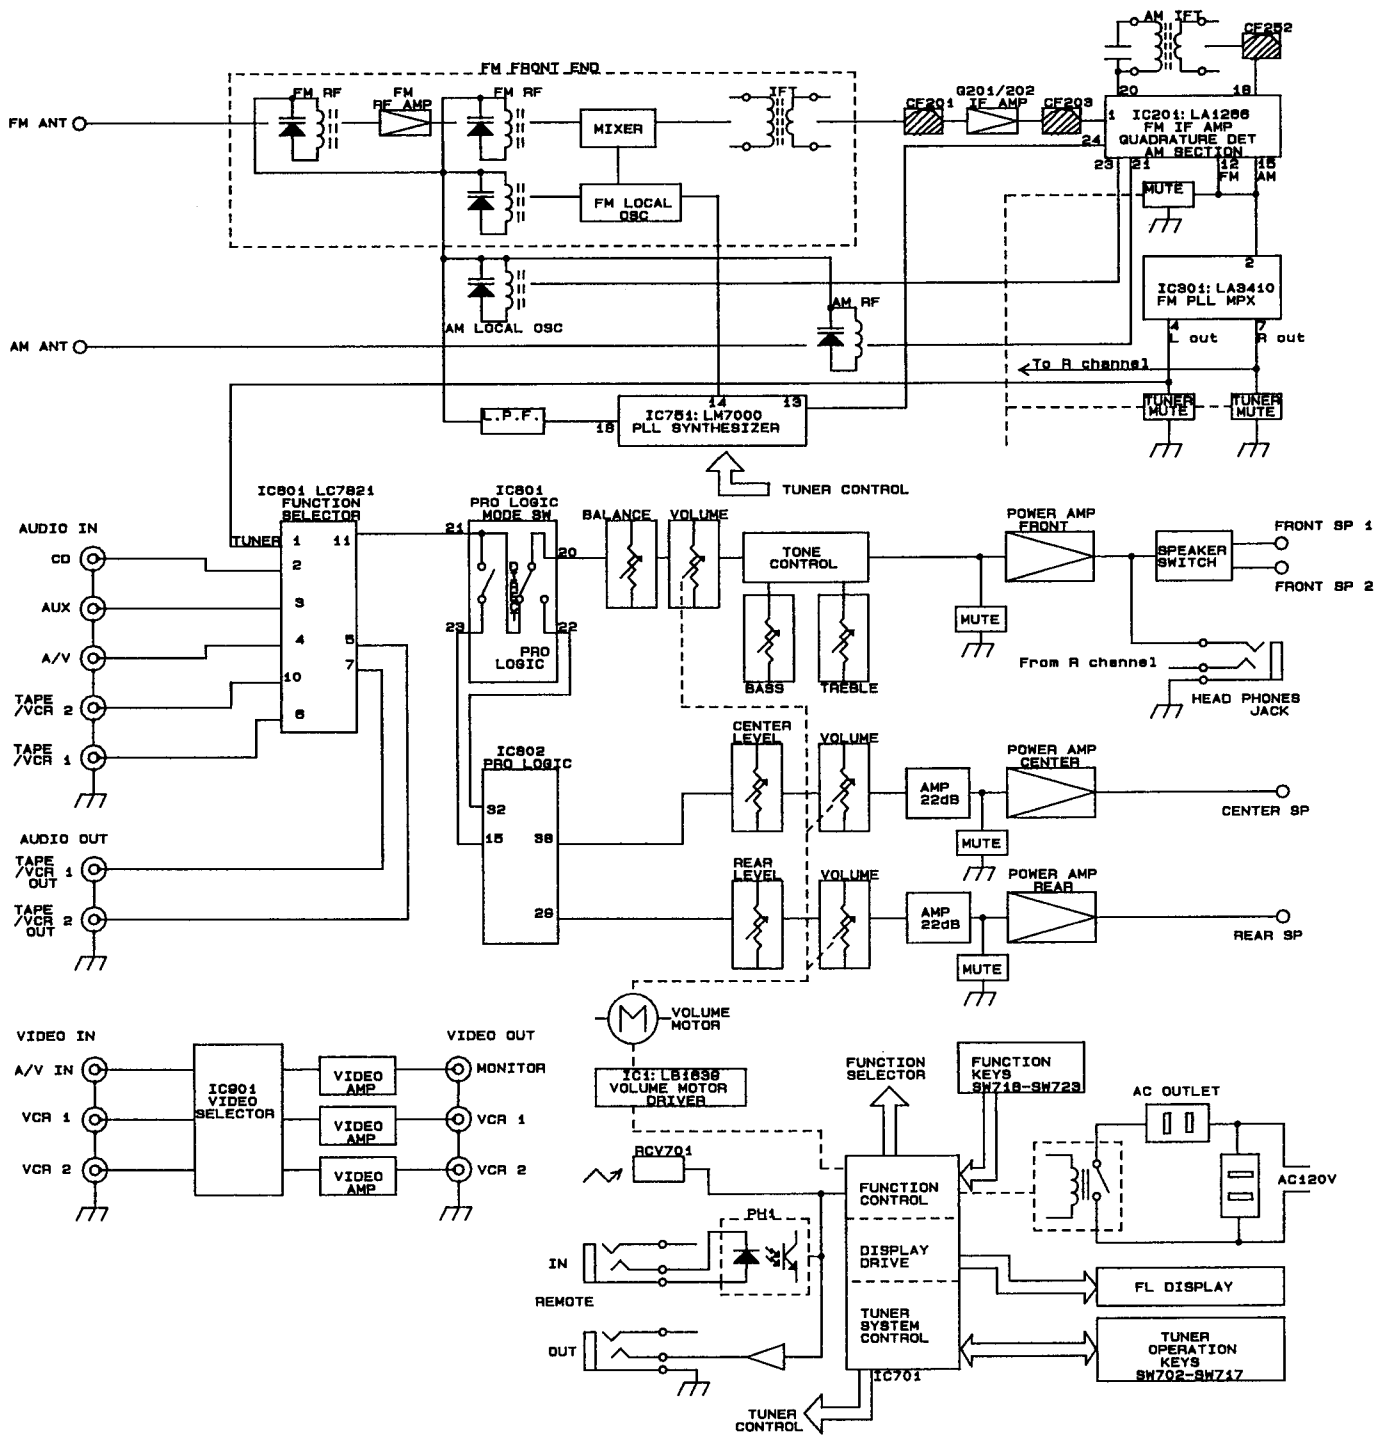 AM IFT
CF252
FM FRONT END
FM RF
FM
RF AMP
FM RF
IFT
CF201
Q201/202
IF AMP
CF203
20
18
FM ANT
MIXER
1
24
IC201:LA1266
FM IF AMP
QUADRATURE DET
AM SECTION
23
21
12
FM
15
AM
FM LOCAL
OSC
MUTE
2
IC301:LA3410
FM PLL MPX
AM LOCAL OSC
AM RF
4
L out
7
R out
AM ANT
To R channel
TUNER
MUTE
TUNER
MUTE
L.P.F.
18
14
13
IC751:LM7000
PLL SYNTHESIZER
TUNER CONTROL
IC601 LC7821
FUNCTION
SELECTOR
IC801
PRO LOGIC
MODE SW
AUDIO IN
CD
AUX
A/V
TAPE
/VCR 2
TAPE
/VCR 1
TUNER
1
2
3
4
10
6
11
5
7
21
20
23
22
DIRECT
PRO
LOGIC
BALANCE
VOLUME
TONE
CONTROL
BASS
TREBLE
POWER AMP
FRONT
MUTE
SPEAKER
SWITCH
FRONT SP 1
FRONT SP 2
From R channel
HEAD PHONES
JACK
IC802
PRO LOGIC
32
15
38
29
CENTER
LEVEL
VOLUME
AMP
22dB
MUTE
POWER AMP
CENTER
CENTER SP
REAR
LEVEL
VOLUME
AMP
22dB
MUTE
POWER AMP
REAR
REAR SP
AUDIO OUT
TAPE
/VCR 1
OUT
TAPE
/VCR 2
OUT
M
VOLUME
MOTOR
IC1:LB1639
VOLUME MOTOR
DRIVER
VIDEO IN
A/V IN
VCR 1
VCR 2
IC901
VIDEO
SELECTOR
VIDEO
AMP
VIDEO
AMP
VIDEO
AMP
VIDEO OUT
MONITOR
VCR 1
VCR 2
FUNCTION
SELECTOR
FUNCTION
KEYS
SW718-SW723
AC OUTLET
AC120V
RCV701
PH1
IN
REMOTE
OUT
FUNCTION
CONTROL
DISPLAY
DRIVE
TUNER
SYSTEM
CONTROL
IC701
FL DISPLAY
TUNER
OPERATION
KEYS
SW702-SW717
TUNER
CONTROL